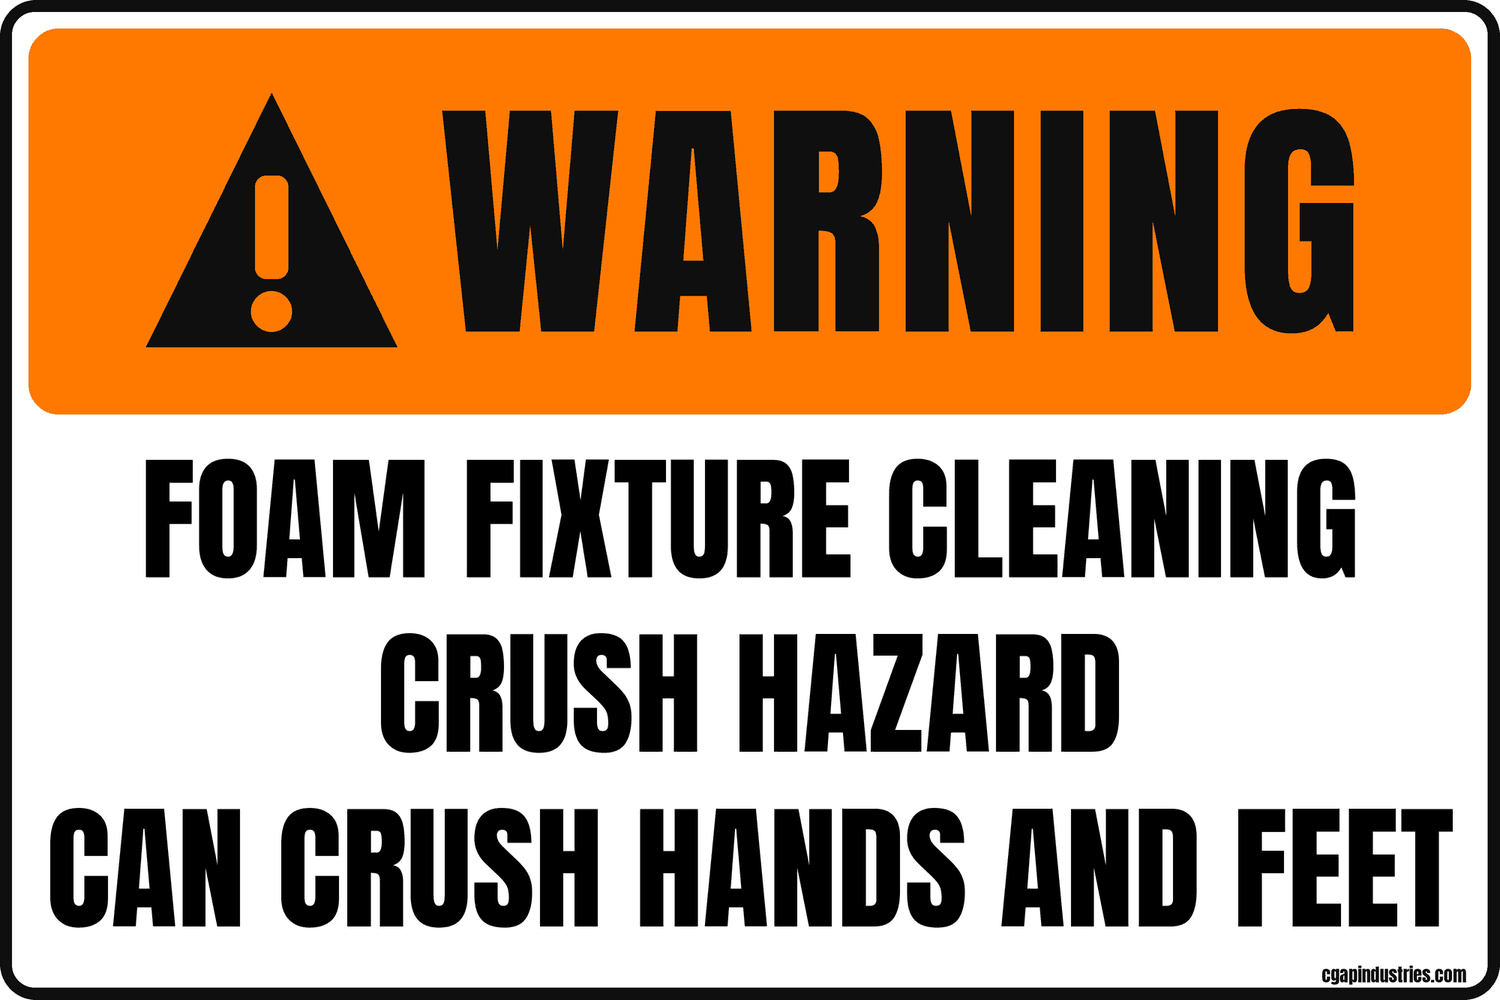 WARNING
FOAM FIXTURE CLEANING
CRUSH HAZARD
CAN CRUSH HANDS AND FEET
cgapindustries.com